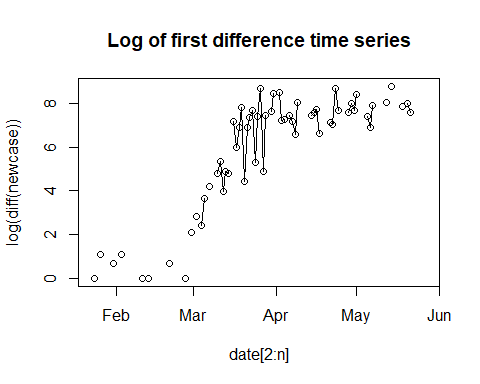 Log of first difference time series
log(diff(newcase))
8
6
4
2
0
Feb Mar Apr May Jun
date[2:n]